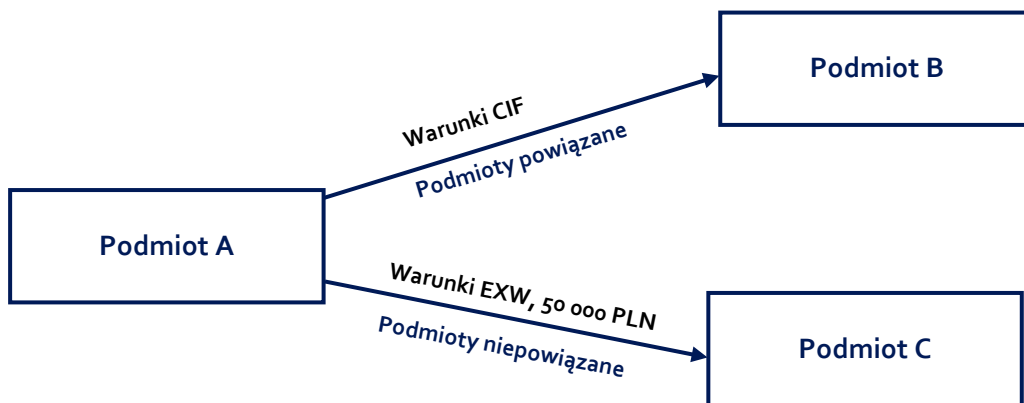 Podmiot B
Warunki CIF
Podmioty powiązane
Podmiot A
Warunki EXW, 50 000 PLN
Podmioty niepowiązane
Podmiot C